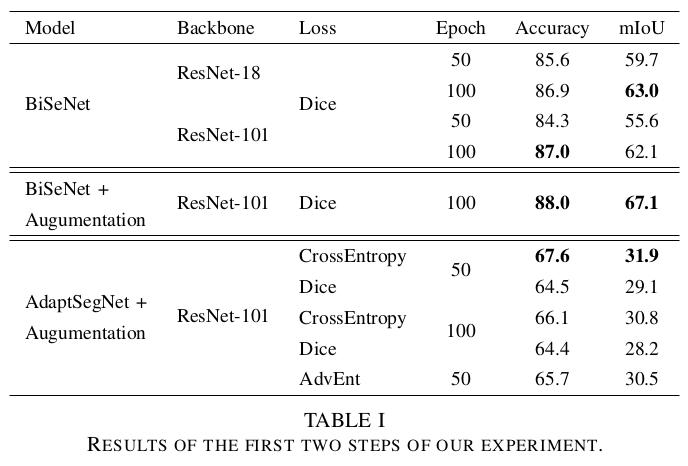 Model Backbone Loss Epoch Accuracy mIoU
BiSeNet ResNet-18 Dice 50 85.6 59.7
100 86.9 63.0
ResNet-101 50 84.3 55.6
100 87.0 62.1
BiSeNet +
Augumentation ResNet-101 Dice 100 88.0 67.1
AdaptSegNet +
Augumentation ResNet-101 CrossEntropy 50 67.6 31.9
Dice 64.5 29.1
CrossEntropy 100 66.1 30.8
Dice 64.4 28.2
AdvEnt 50 65.7 30.5
TABLE I
RESULTS OF THE FIRST TWO STEPS OF OUR EXPERIMENT.